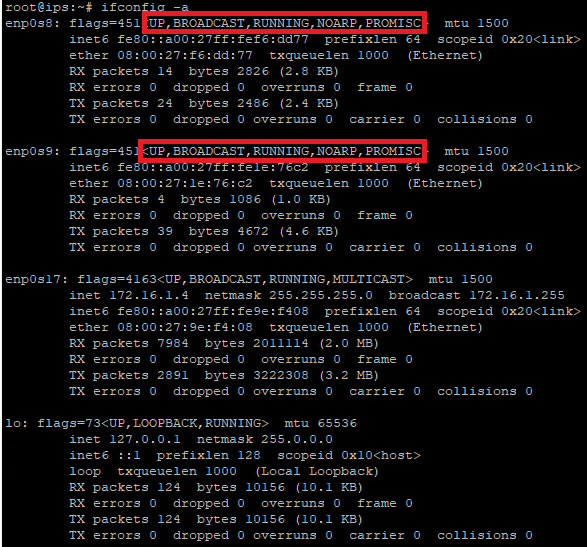 root@ips:~# ifconfig -a
enp0s8: flags=451<UP,BROADCAST,RUNNING,NOARP,PROMISC> mtu 1500
inet6 fe80::a00:27ff:fef6:dd77 prefixlen 64 scopeid 0x20<link>
ether 08:00:27:f6:dd:77 txqueuelen 1000 (Ethernet)
RX packets 14 bytes 2826 (2.8 KB)
RX errors 0 dropped 0 overruns 0 frame 0
TX packets 24 bytes 2486 (2.4 KB)
TX errors 0 dropped 0 overruns 0 carrier 0 collisions 0
enp0s9: flags=451<UP,BROADCAST,RUNNING,NOARP,PROMISC> mtu 1500
inet6 fe80::a00:27ff:fe1e:76c2 prefixlen 64 scopeid 0x20<link>
ether 08:00:27:1e:76:c2 txqueuelen 1000 (Ethernet)
RX packets 4 bytes 1086 (1.0 KB)
RX errors 0 dropped 0 overruns 0 frame 0
TX packets 39 bytes 4672 (4.6 KB)
TX errors 0 dropped 0 overruns 0 carrier 0 collisions 0
enp0s17: flags=4163<UP,BROADCAST,RUNNING,MULTICAST> mtu 1500
inet 172.16.1.4 netmask 255.255.255.0 broadcast 172.16.1.255
inet6 fe80::a00:27ff:fe9e:f408 prefixlen 64 scopeid 0x20<link>
ether 08:00:27:9e:f4:08 txqueuelen 1000 (Ethernet)
RX packets 7984 bytes 2011114 (2.0 MB)
RX errors 0 dropped 0 overruns 0 frame 0
TX packets 2891 bytes 3222308 (3.2 MB)
TX errors 0 dropped 0 overruns 0 carrier 0 collisions 0
lo: flags=73<UP,LOOPBACK,RUNNING> mtu 65536
inet 127.0.0.1 netmask 255.0.0.0
inet6 ::1 prefixlen 128 scopeid 0x10<host>
loop txqueuelen 1000 (Local Loopback)
RX packets 124 bytes 10156 (10.1 KB)
RX errors 0 dropped 0 overruns 0 frame 0
TX packets 124 bytes 10156 (10.1 KB)
TX errors 0 dropped 0 overruns 0 carrier 0 collisions 0